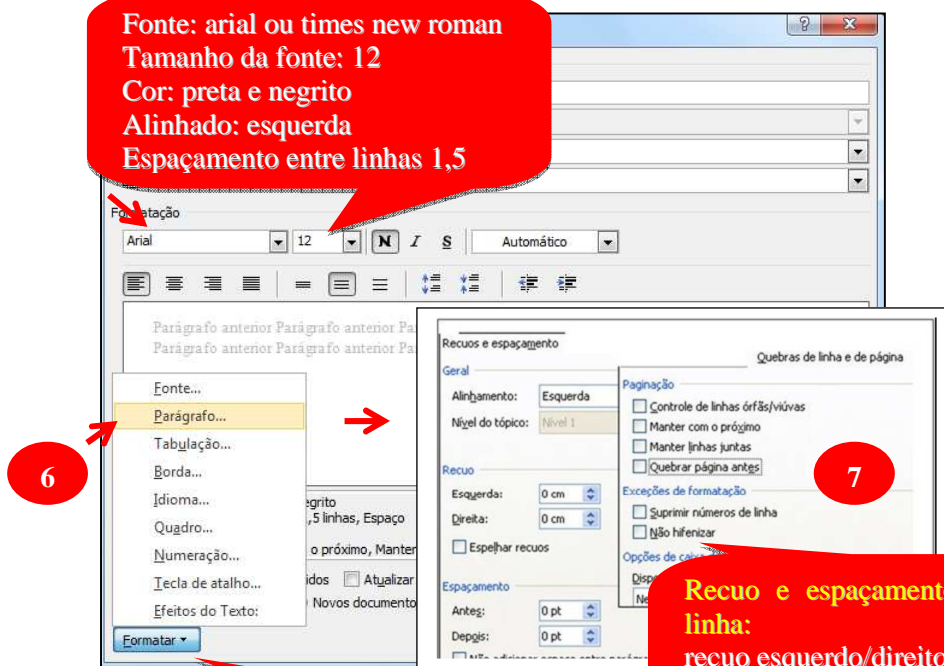 Fonte: arial ou times new roman
Tamanho da fonte: 12
Cor: preta e negrito
Alinhado: esquerda
Espaçamento entre linhas 1,5
Formatação
Arial 12 N I S Automático
Parágrafo anterior Parágrafo anterior
Parágrafo anterior Parágrafo anterior
Fonte...
Parágrafo...
Tabulação...
Borda...
Idioma...
Quadro...
Numeração...
Tecla de atalho...
Efeitos do Texto:
Formatar
6
egrito
,5 linhas, Espaço
o próximo, Manter
idos Atualizar
Novos documento
Recuos e espaçamento
Geral
Alinhamento: Esquerda
Nível do tópico: Nível 1
Recuo
Esquerda: 0 cm
Direita: 0 cm
Espelhar recuos
Espaçamento
Antes: 0 pt
Depois: 0 pt
Quebras de linha e de página
Paginação
Controle de linhas órfãs/viúvas
Manter com o próximo
Manter linhas juntas
Quebrar página antes
7
Exceções de formatação
Suprimir números de linha
Não hifenizar
Opções de caixa
Recuo e espaçament
linha:
recuo esquerdo/direito